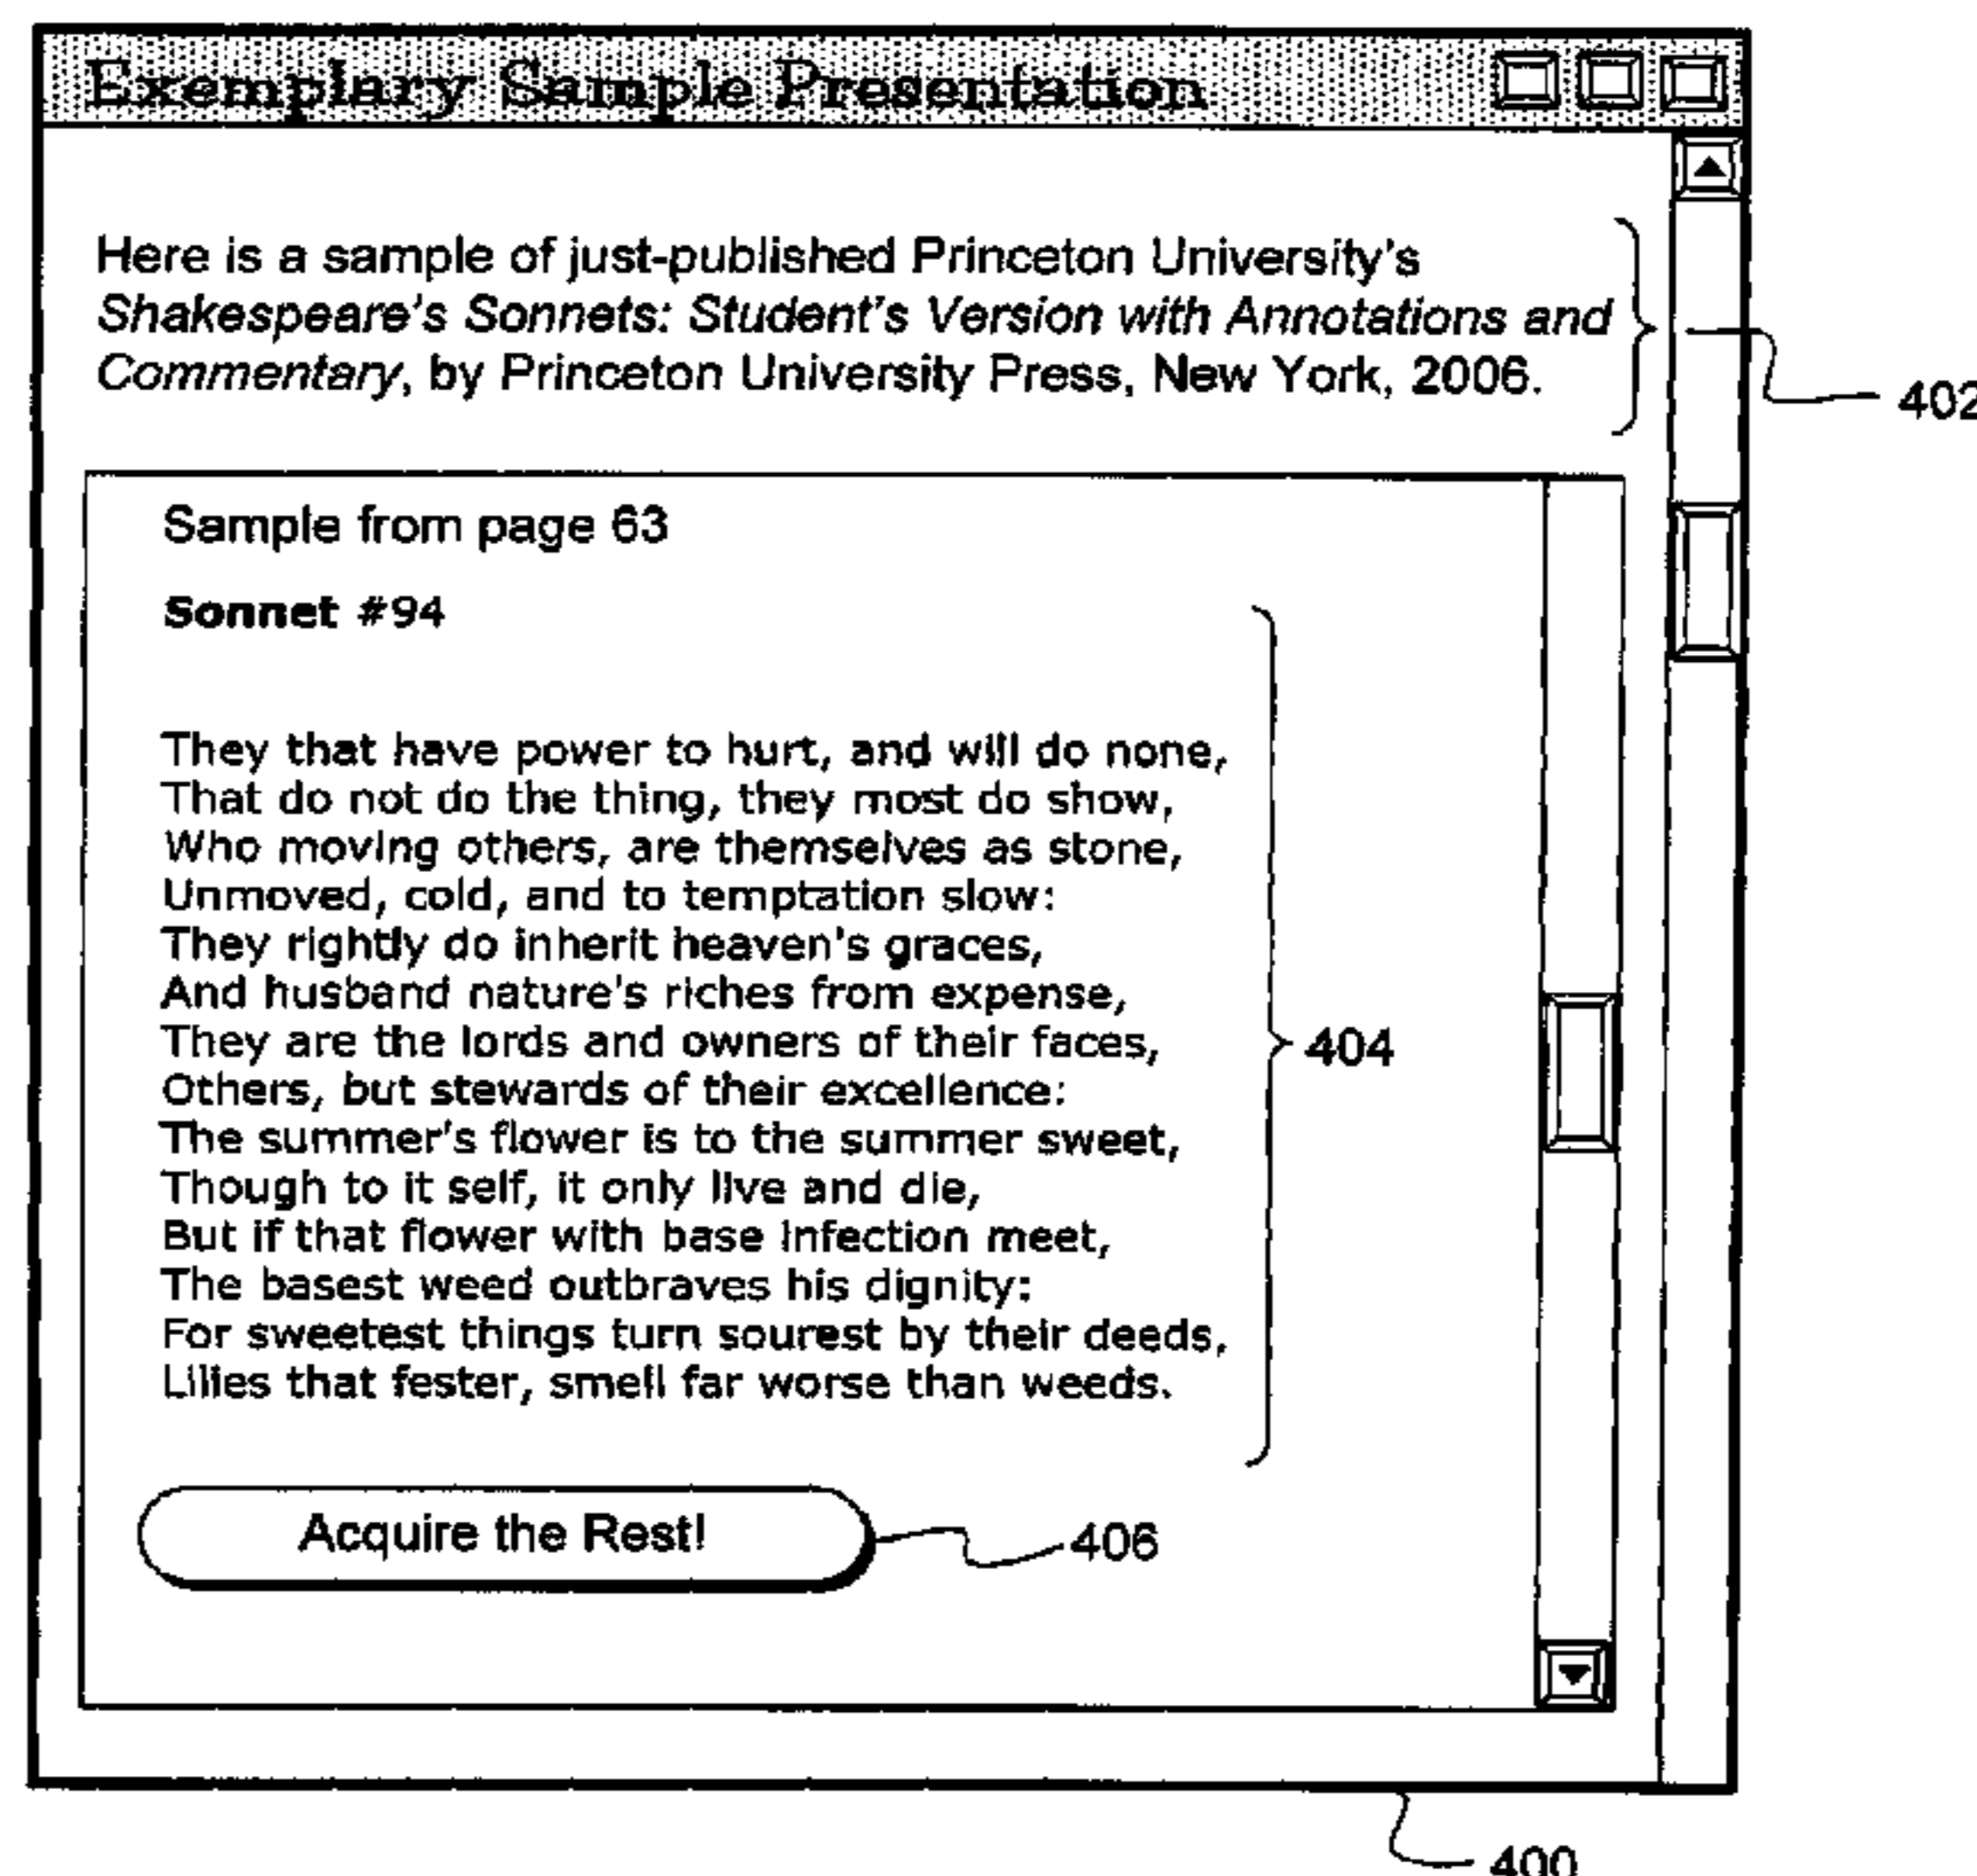 Exemplary Sample Presentation
Here is a sample of just-published Princeton University's
Shakespeare's Sonnets: Student's Version with Annotations and
Commentary, by Princeton University Press, New York, 2006.
402
Sample from page 63
Sonnet #94
They that have power to hurt, and will do none,
That do not do the thing, they most do show,
Who moving others, are themselves as stone,
Unmoved, cold, and to temptation slow:
They rightly do inherit heaven's graces,
And husband nature's riches from expense,
They are the lords and owners of their faces,
404
Others, but stewards of their excellence:
The summer's flower is to the summer sweet,
Though to it self, it only live and die,
But if that flower with base infection meet,
The basest weed outbraves his dignity:
For sweetest things turn sourest by their deeds,
Lilies that fester, smell far worse than weeds.
Acquire the Rest!
406
400